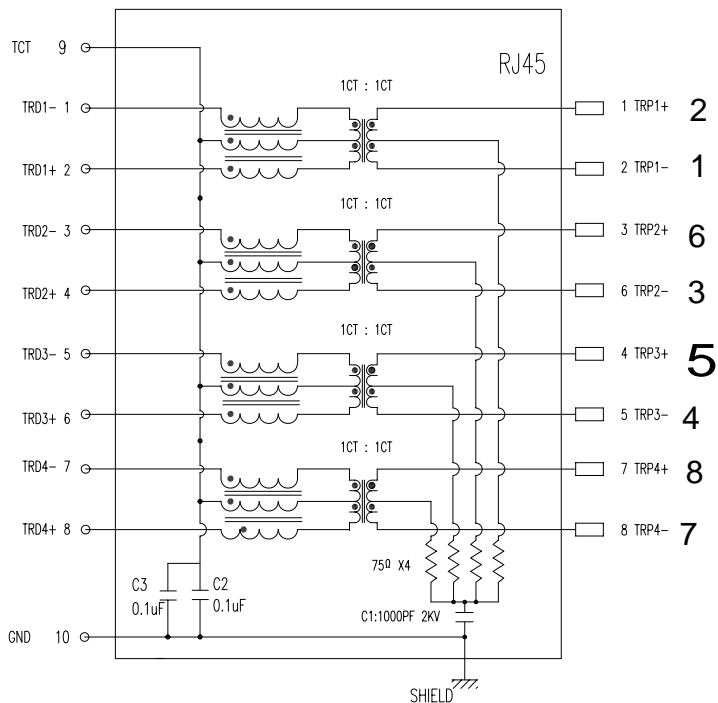 TCT 9
RJ45
1CT : 1CT
TRD1- 1
1 TRP1+ 2
TRD1+ 2
2 TRP1- 1
1CT : 1CT
TRD2- 3
3 TRP2+ 6
TRD2+ 4
6 TRP2- 3
1CT : 1CT
TRD3- 5
4 TRP3+ 5
TRD3+ 6
5 TRP3- 4
1CT : 1CT
TRD4- 7
7 TRP4+ 8
TRD4+ 8
8 TRP4- 7
75Ω X4
C3
0.1uF
C2
0.1uF
C1:1000PF 2KV
GND 10
SHIELD